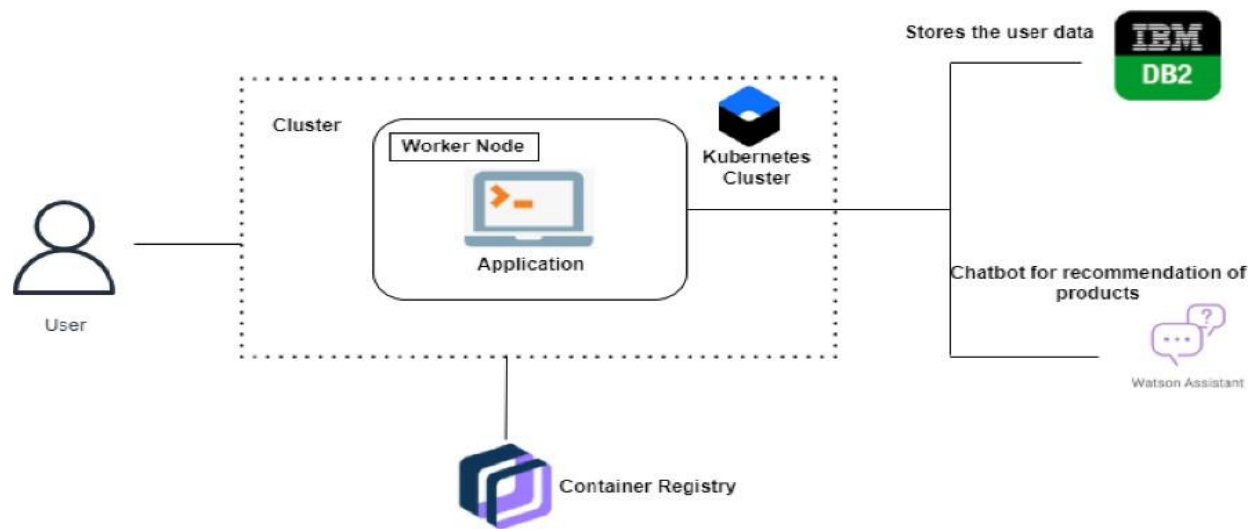 Stores the user data
IBM
DB2
Cluster
Worker Node
Kubernetes
Cluster
Application
User
Chatbot for recommendation of
products
?
Watson Assistant
Container Registry